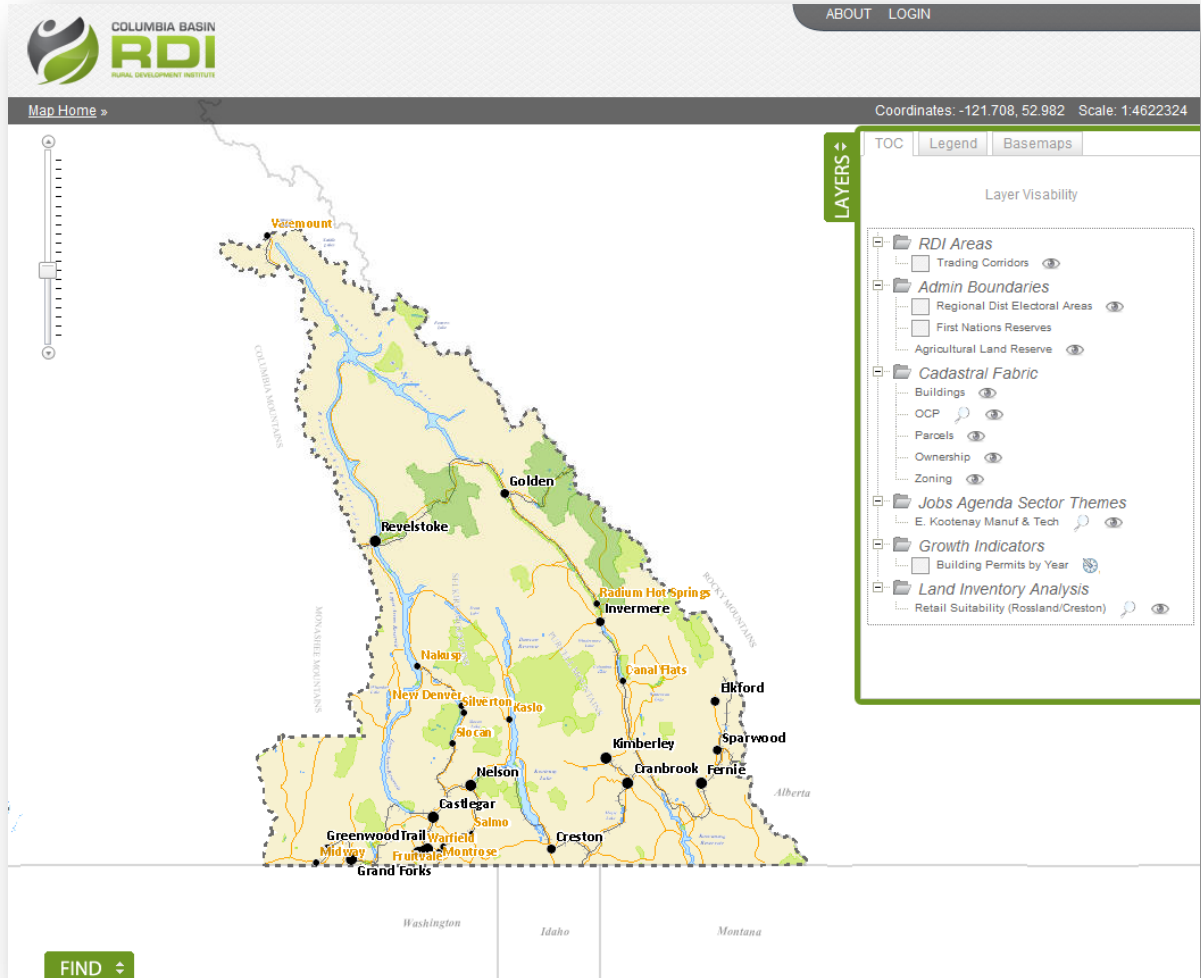 COLUMBIA BASIN
RDI
RURAL DEVELOPMENT INSTITUTE
ABOUT LOGIN
Map Home »
Coordinates: -121.708, 52.982 Scale: 1:4622324
LAYERS
TOC Legend Basemaps
Layer Visability
RDI Areas
Trading Corridors
Admin Boundaries
Regional Dist Electoral Areas
First Nations Reserves
Agricultural Land Reserve
Cadastral Fabric
Buildings
OCP
Parcels
Ownership
Zoning
Jobs Agenda Sector Themes
E. Kootenay Manuf & Tech
Growth Indicators
Building Permits by Year
Land Inventory Analysis
Retail Suitability (Rossland/Creston)
Valemount
COLUMBIA MOUNTAINS
Golden
Revelstoke
ROCKY MOUNTAINS
MONASHEE MOUNTAINS
PURCELL MOUNTAINS
Radium Hot Springs
Invermere
Nakusp
Canal Flats
New Denver
Silverton
Kaslo
Elkford
Slocan
Sparwood
Kimberley
Nelson
Cranbrook
Fernie
Castlegar
Alberta
Salmo
Greenwood
Trail
Warfield
Creston
Midway
Fruitvale
Montrose
Grand Forks
Washington
Idaho
Montana
FIND